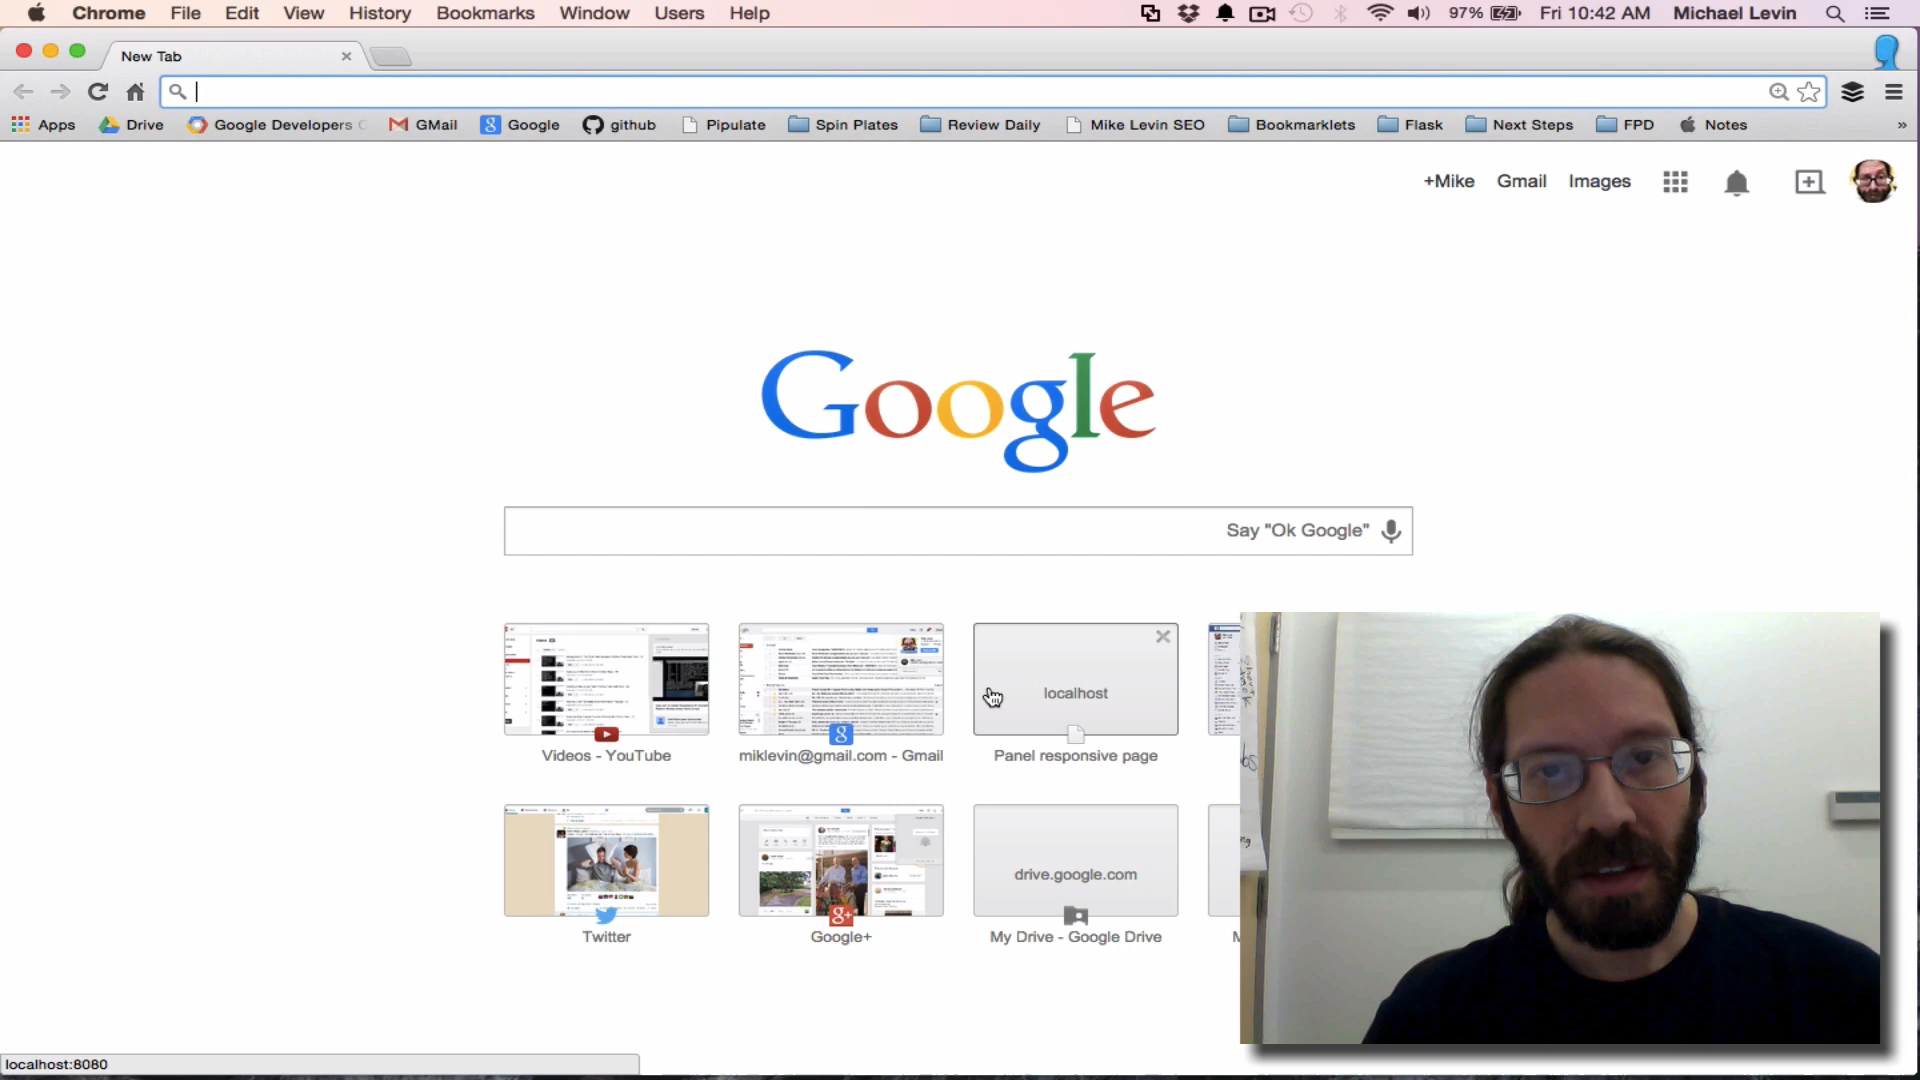 Chrome File Edit View History Bookmarks Window Users Help 97% Fri 10:42 AM Michael Levin
New Tab
Apps Drive Google Developers GMail Google github Pipulate Spin Plates Review Daily Mike Levin SEO Bookmarklets Flask Next Steps FPD Notes »
+Mike Gmail Images
Google
Say "Ok Google"
localhost
Videos - YouTube miklevin@gmail.com - Gmail Panel responsive page
drive.google.com
Twitter Google+ My Drive - Google Drive
localhost:8080